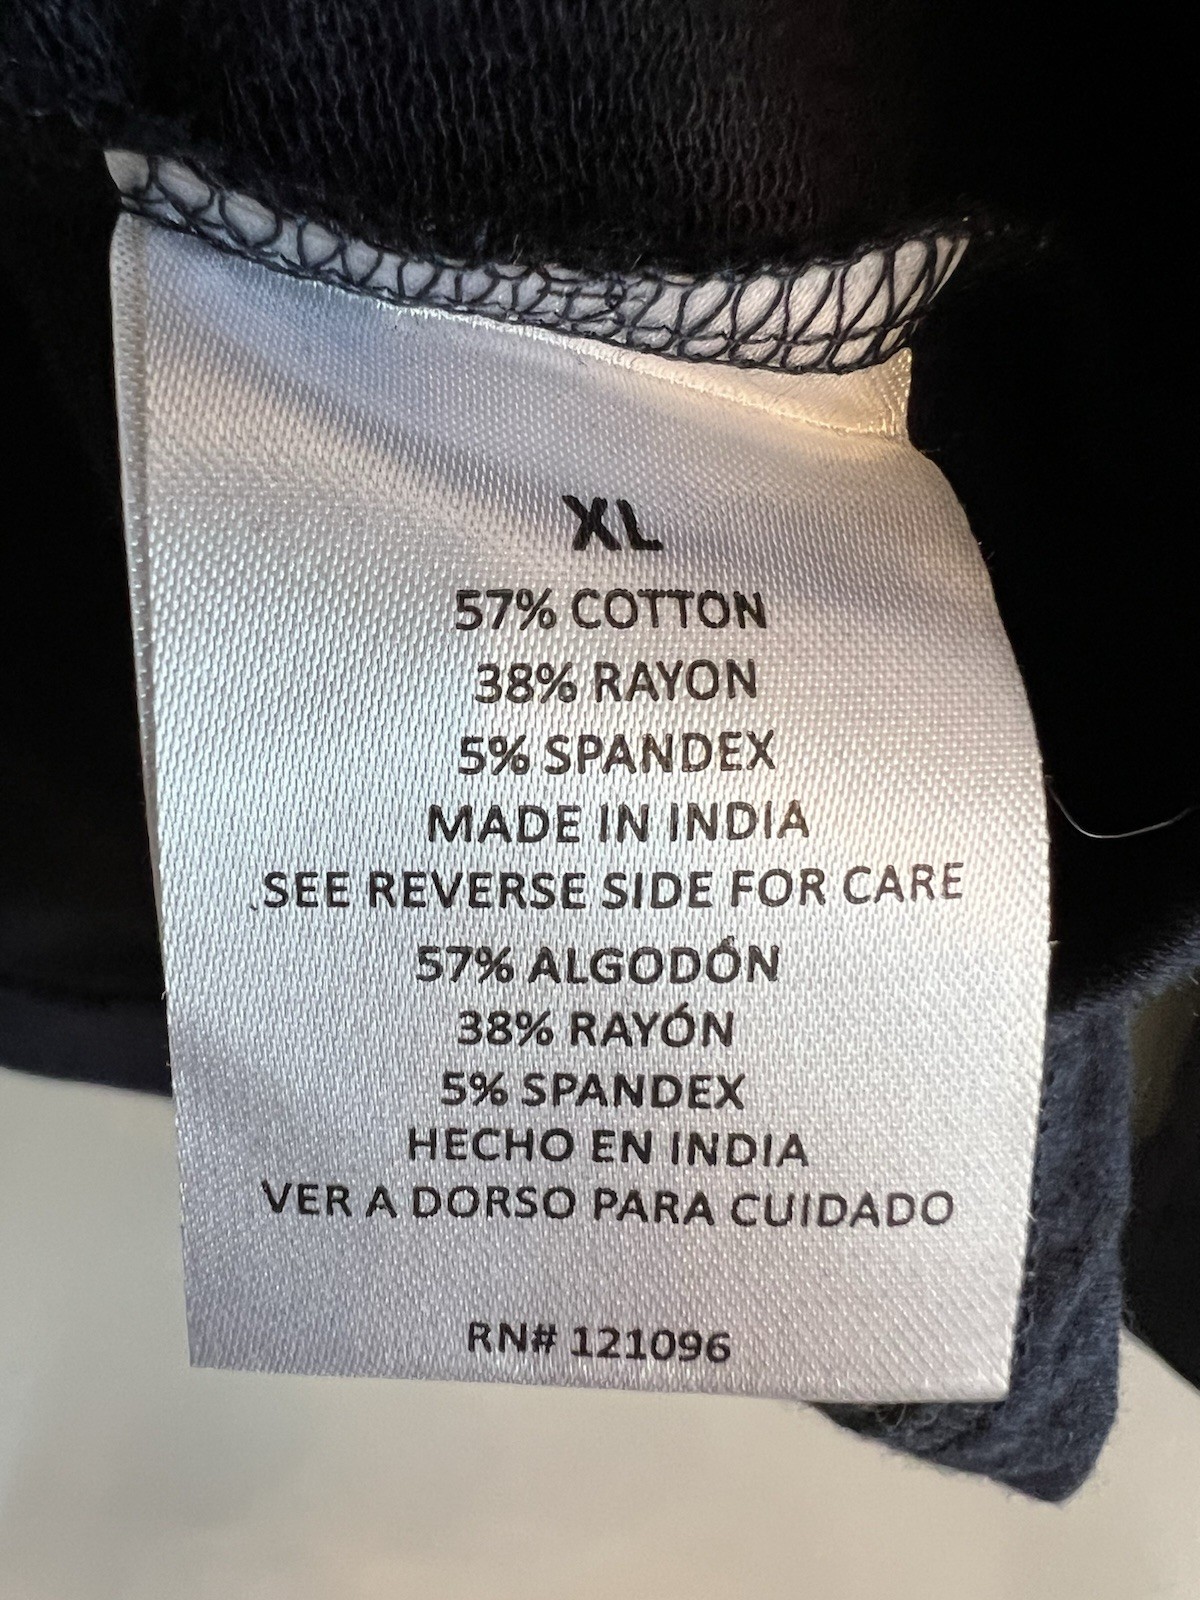 XL
57% COTTON
38% RAYON
5% SPANDEX
MADE IN INDIA
SEE REVERSE SIDE FOR CARE
57% ALGODÓN
38% RAYÓN
5% SPANDEX
HECHO EN INDIA
VER A DORSO PARA CUIDADO
RN# 121096